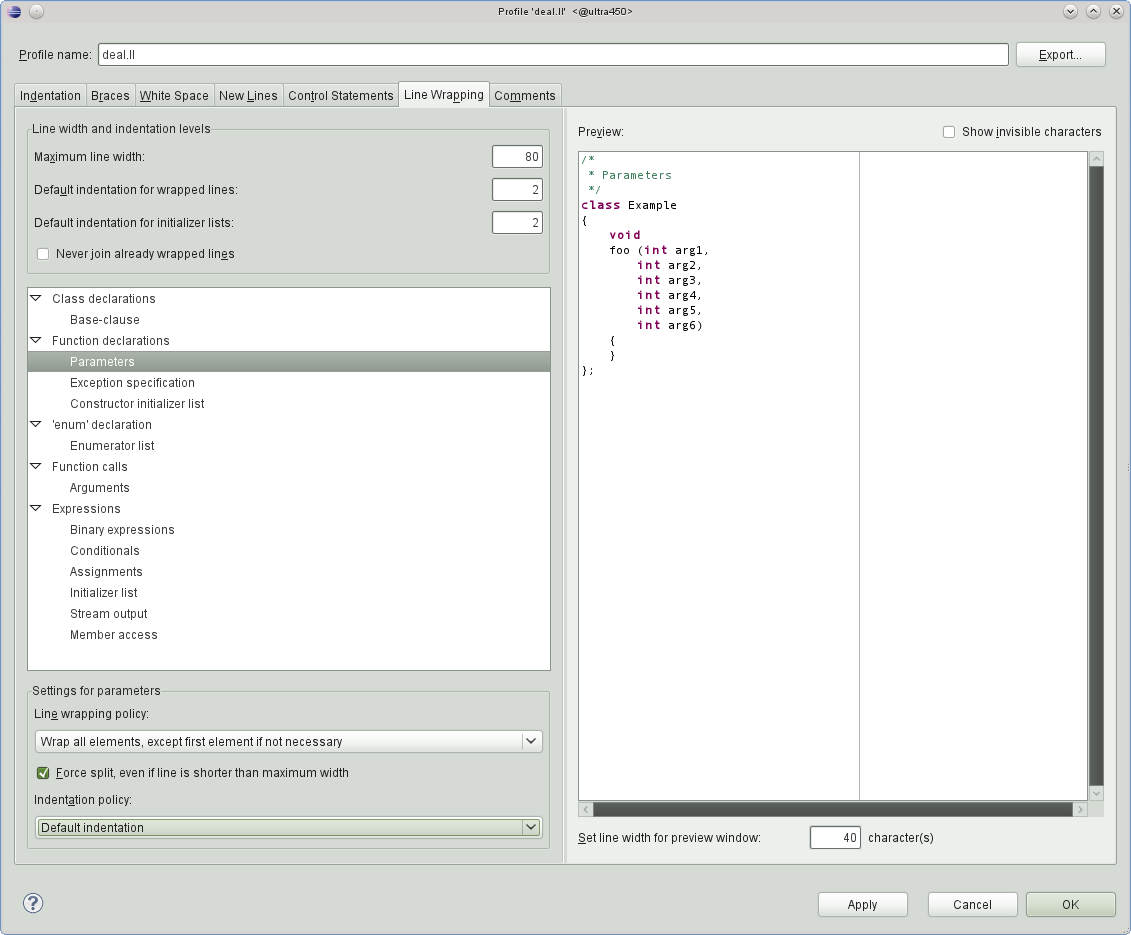 Profile 'deal.II' <@ultra450>
Profile name: deal.II Export...
Indentation Braces White Space New Lines Control Statements Line Wrapping Comments
Line width and indentation levels
Maximum line width: 80
Default indentation for wrapped lines: 2
Default indentation for initializer lists: 2
Never join already wrapped lines
Class declarations
Base-clause
Function declarations
Parameters
Exception specification
Constructor initializer list
'enum' declaration
Enumerator list
Function calls
Arguments
Expressions
Binary expressions
Conditionals
Assignments
Initializer list
Stream output
Member access
Settings for parameters
Line wrapping policy:
Wrap all elements, except first element if not necessary
Force split, even if line is shorter than maximum width
Indentation policy:
Default indentation
Preview: Show invisible characters
/*
 * Parameters
 */
class Example
{
    void
    foo (int arg1,
        int arg2,
        int arg3,
        int arg4,
        int arg5,
        int arg6)
    {
    }
};
Set line width for preview window: 40 character(s)
? Apply Cancel OK